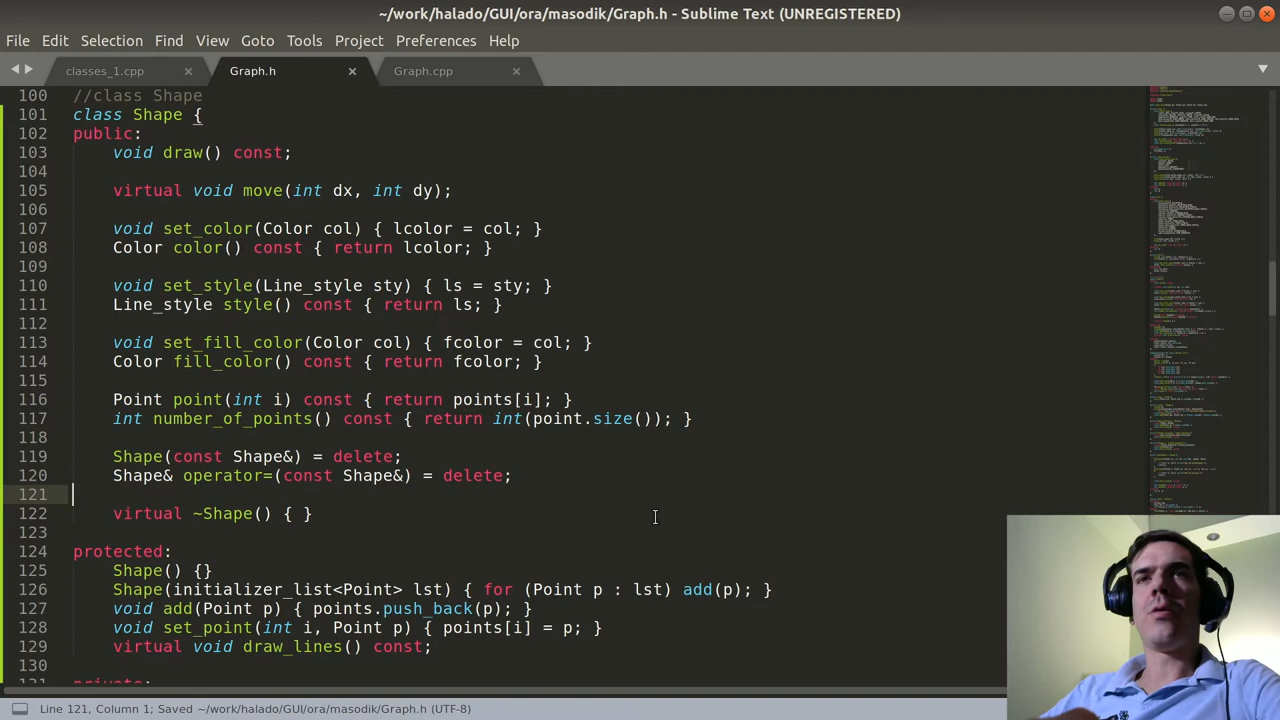 ~/work/halado/GUI/ora/masodik/Graph.h - Sublime Text (UNREGISTERED)
File Edit Selection Find View Goto Tools Project Preferences Help
classes_1.cpp Graph.h Graph.cpp
100 //class Shape
101 class Shape {
102 public:
103 void draw() const;
104
105 virtual void move(int dx, int dy);
106
107 void set_color(Color col) { lcolor = col; }
108 Color color() const { return lcolor; }
109
110 void set_style(Line_style sty) { ls = sty; }
111 Line_style style() const { return ls; }
112
113 void set_fill_color(Color col) { fcolor = col; }
114 Color fill_color() const { return fcolor; }
115
116 Point point(int i) const { return points[i]; }
117 int number_of_points() const { return int(point.size()); }
118
119 Shape(const Shape&) = delete;
120 Shape& operator=(const Shape&) = delete;
121
122 virtual ~Shape() { }
123
124 protected:
125 Shape() {}
126 Shape(initializer_list<Point> lst) { for (Point p : lst) add(p); }
127 void add(Point p) { points.push_back(p); }
128 void set_point(int i, Point p) { points[i] = p; }
129 virtual void draw_lines() const;
130
131 private:
Line 121, Column 1; Saved ~/work/halado/GUI/ora/masodik/Graph.h (UTF-8)